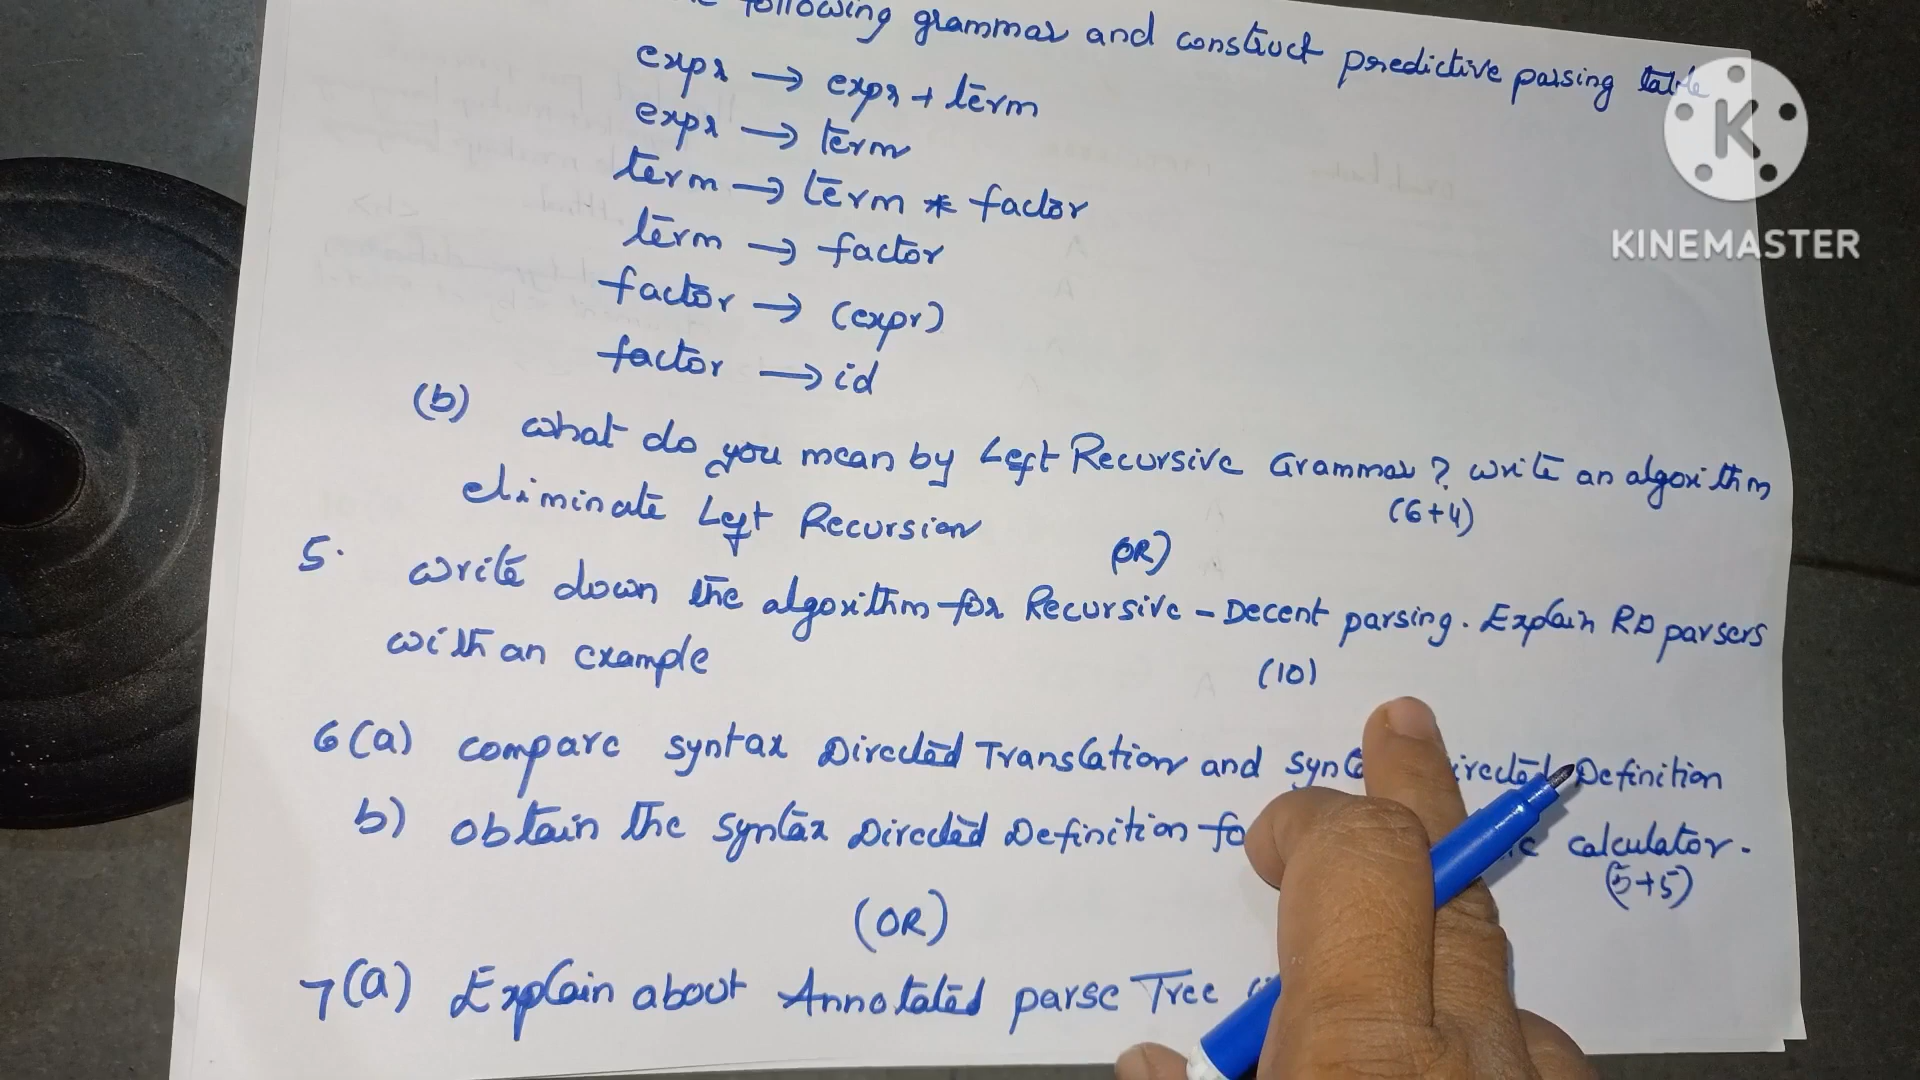 following grammar and construct predictive parsing table
expr → expr + term
expr → term
term → term * factor
term → factor
factor → (expr)
factor → id
(b) what do you mean by Left Recursive Grammar? write an algorithm
eliminate Left Recursion (6+4)
(OR)
5. write down the algorithm for Recursive - Decent parsing. Explain RD parsers
with an example (10)
6(a) compare syntax Directed Translation and Definition
b) obtain the syntax Directed Definition calculator.
(5+5)
(OR)
7(a) Explain about Annotated parse Tree
K
KINEMASTER